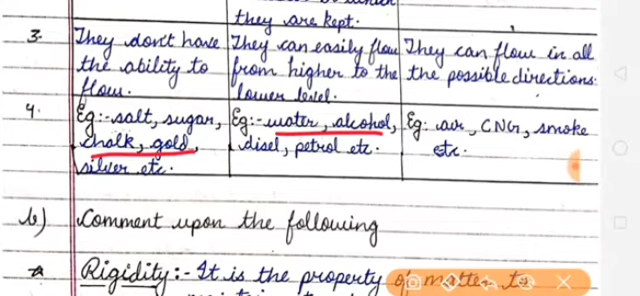 they are kept.
3. They don't have They can easily flow They can flow in all
the ability to from higher to the the possible directions.
flow. lower level.
4. Eg:- salt, sugar, Eg:- water, alcohol, Eg: air, CNG, smoke
chalk, gold, disel, petrol etc. etc.
silver etc.
b) Comment upon the following
Rigidity :- It is the property of matter to